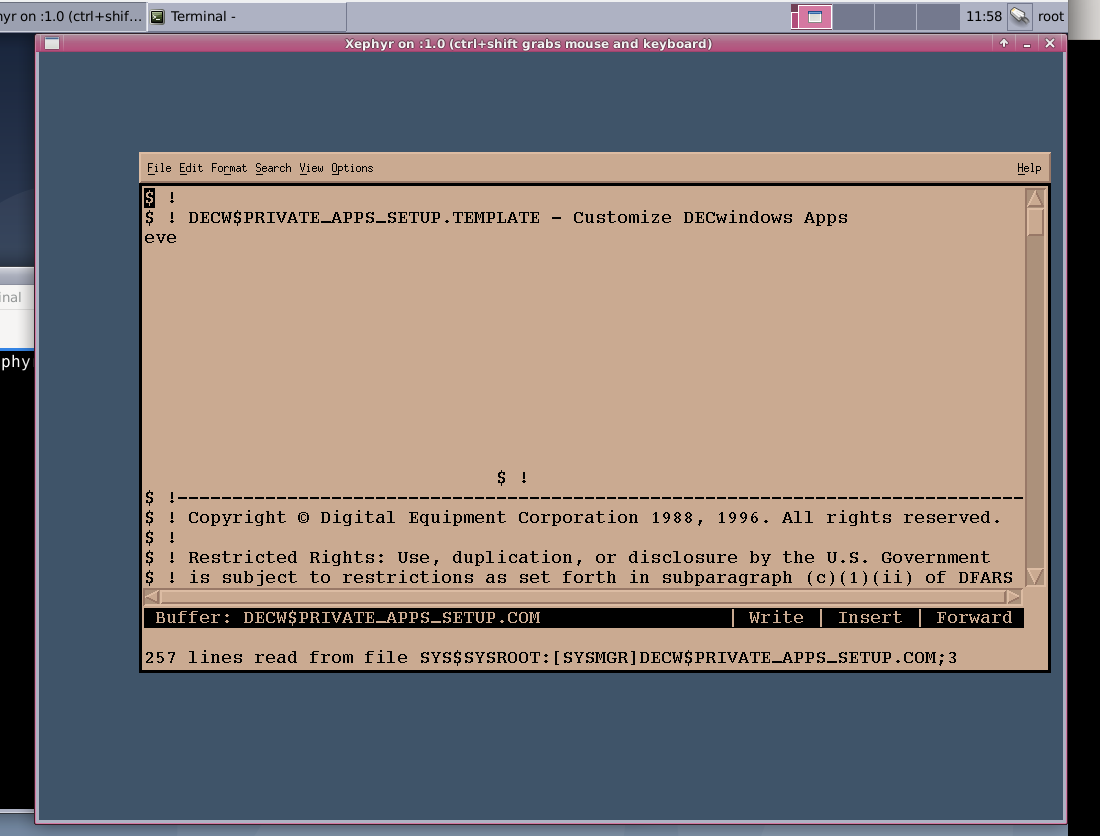 hyr on :1.0 (ctrl+shif... Terminal - 11:58 root
Xephyr on :1.0 (ctrl+shift grabs mouse and keyboard)
File Edit Format Search View Options Help
$ !
$ ! DECW$PRIVATE_APPS_SETUP.TEMPLATE - Customize DECwindows Apps
eve
inal
phy
$ !
$ !------------------------------------------------------------------------------
$ ! Copyright © Digital Equipment Corporation 1988, 1996. All rights reserved.
$ !
$ ! Restricted Rights: Use, duplication, or disclosure by the U.S. Government
$ ! is subject to restrictions as set forth in subparagraph (c)(1)(ii) of DFARS
Buffer: DECW$PRIVATE_APPS_SETUP.COM | Write | Insert | Forward
257 lines read from file SYS$SYSROOT:[SYSMGR]DECW$PRIVATE_APPS_SETUP.COM;3